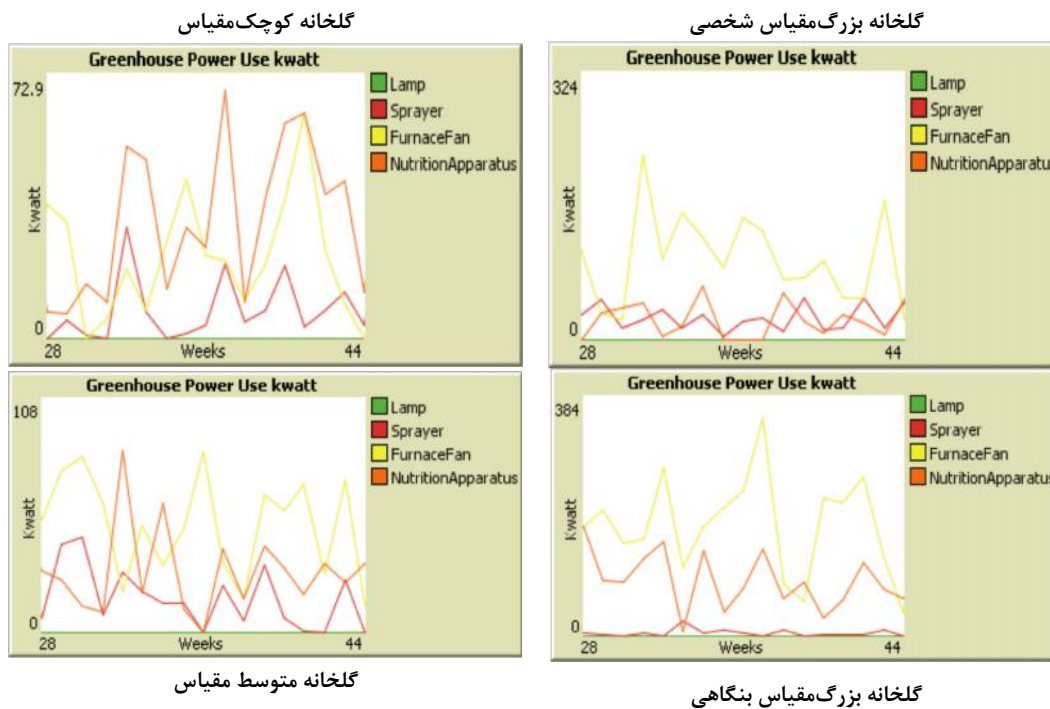 گلخانه کوچک‌مقیاس
Greenhouse Power Use kwatt
72.9
Kwatt
0
28
Weeks
44
Lamp
Sprayer
FurnaceFan
NutritionApparatus
گلخانه بزرگ‌مقیاس شخصی
Greenhouse Power Use kwatt
324
Kwatt
0
28
Weeks
44
Lamp
Sprayer
FurnaceFan
NutritionApparatu
Greenhouse Power Use kwatt
108
Kwatt
0
28
Weeks
44
Lamp
Sprayer
FurnaceFan
NutritionApparatus
گلخانه متوسط مقیاس
Greenhouse Power Use kwatt
384
Kwatt
0
28
Weeks
44
Lamp
Sprayer
FurnaceFan
NutritionApparatus
گلخانه بزرگ‌مقیاس بنگاهی